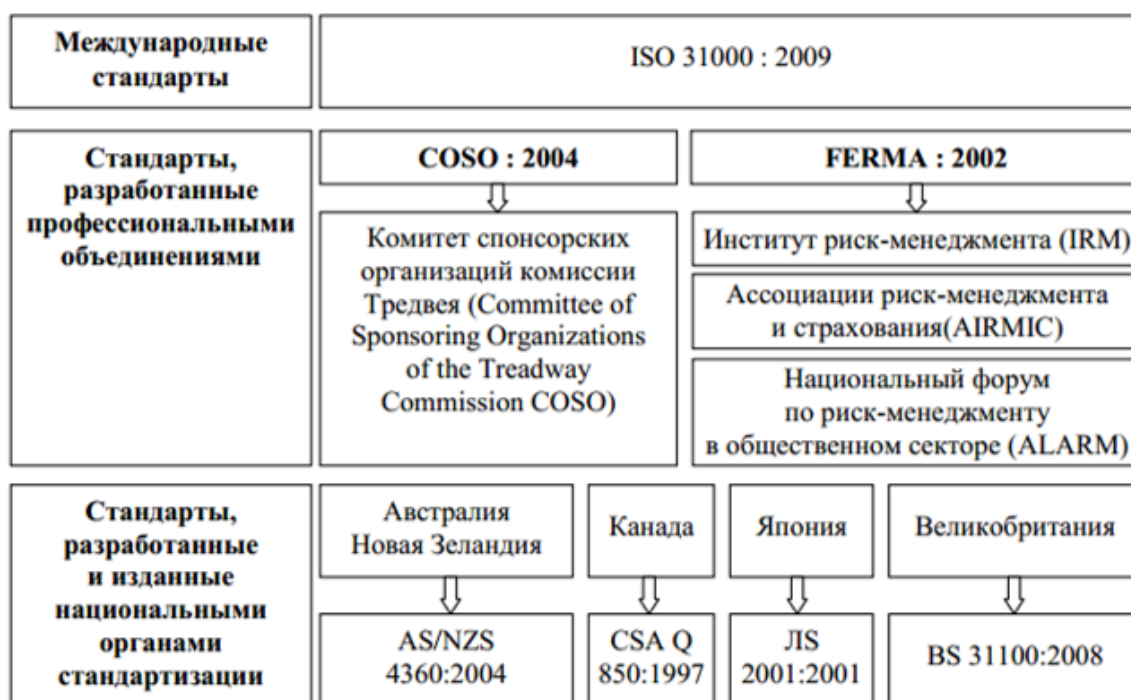 Международные
стандарты
ISO 31000 : 2009
Стандарты,
разработанные
профессиональными
объединениями
COSO : 2004
Комитет спонсорских
организаций комиссии
Тредвея (Committee of
Sponsoring Organizations
of the Treadway
Commission COSO)
FERMA : 2002
Институт риск-менеджмента (IRM)
Ассоциации риск-менеджмента
и страхования(AIRMIC)
Национальный форум
по риск-менеджменту
в общественном секторе (ALARM)
Стандарты,
разработанные
и изданные
национальными
органами
стандартизации
Австралия
Новая Зеландия
AS/NZS
4360:2004
Канада
CSA Q
850:1997
Япония
ЛS
2001:2001
Великобритания
BS 31100:2008